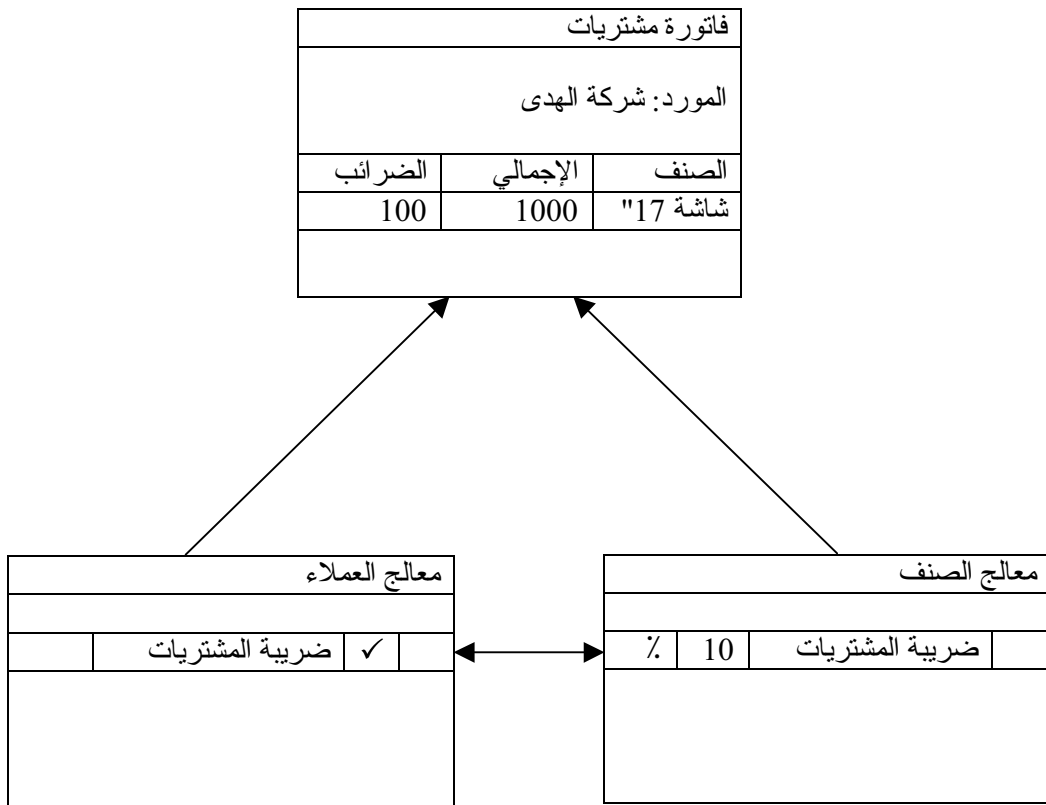 فاتورة مشتريات
المورد: شركة الهدى
الصنف الإجمالي الضرائب
شاشة 17" 1000 100
معالج الصنف
ضريبة المشتريات 10 ٪
معالج العملاء
✓ ضريبة المشتريات